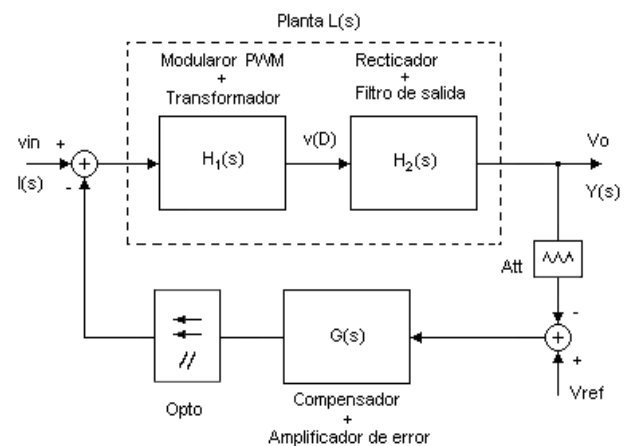 Planta L(s)
Modularor PWM
+
Transformador
Recticador
+
Filtro de salida
vin
+
+
-
I(s)
H1(s)
v(D)
H2(s)
Vo
Y(s)
Att
-
+
+
Vref
//
Opto
G(s)
Compensador
+
Amplificador de error